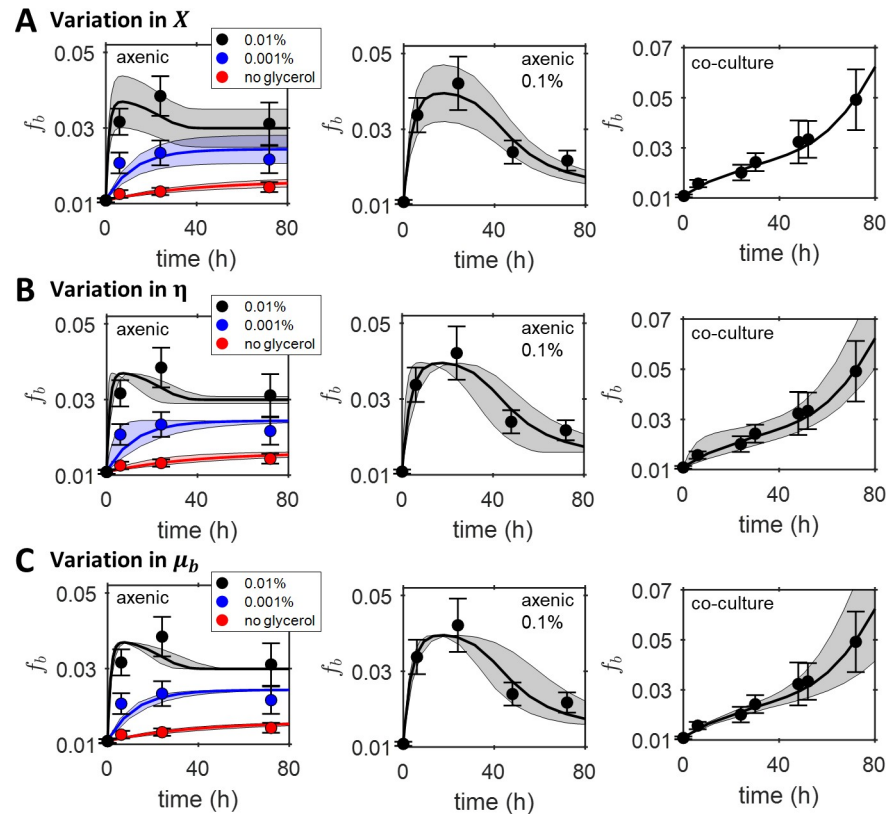 A Variation in X
axenic
0.01%
0.001%
no glycerol
0.05
0.03
0.01
f_b
0
40
80
time (h)
axenic
0.1%
0.05
0.03
0.01
f_b
0
40
80
time (h)
co-culture
0.07
0.05
0.03
0.01
f_b
0
40
80
time (h)
B Variation in η
axenic
0.01%
0.001%
no glycerol
0.05
0.03
0.01
f_b
0
40
80
time (h)
axenic
0.1%
0.05
0.03
0.01
f_b
0
40
80
time (h)
co-culture
0.07
0.05
0.03
0.01
f_b
0
40
80
time (h)
C Variation in μ_b
axenic
0.01%
0.001%
no glycerol
0.05
0.03
0.01
f_b
0
40
80
time (h)
axenic
0.1%
0.05
0.03
0.01
f_b
0
40
80
time (h)
co-culture
0.07
0.05
0.03
0.01
f_b
0
40
80
time (h)